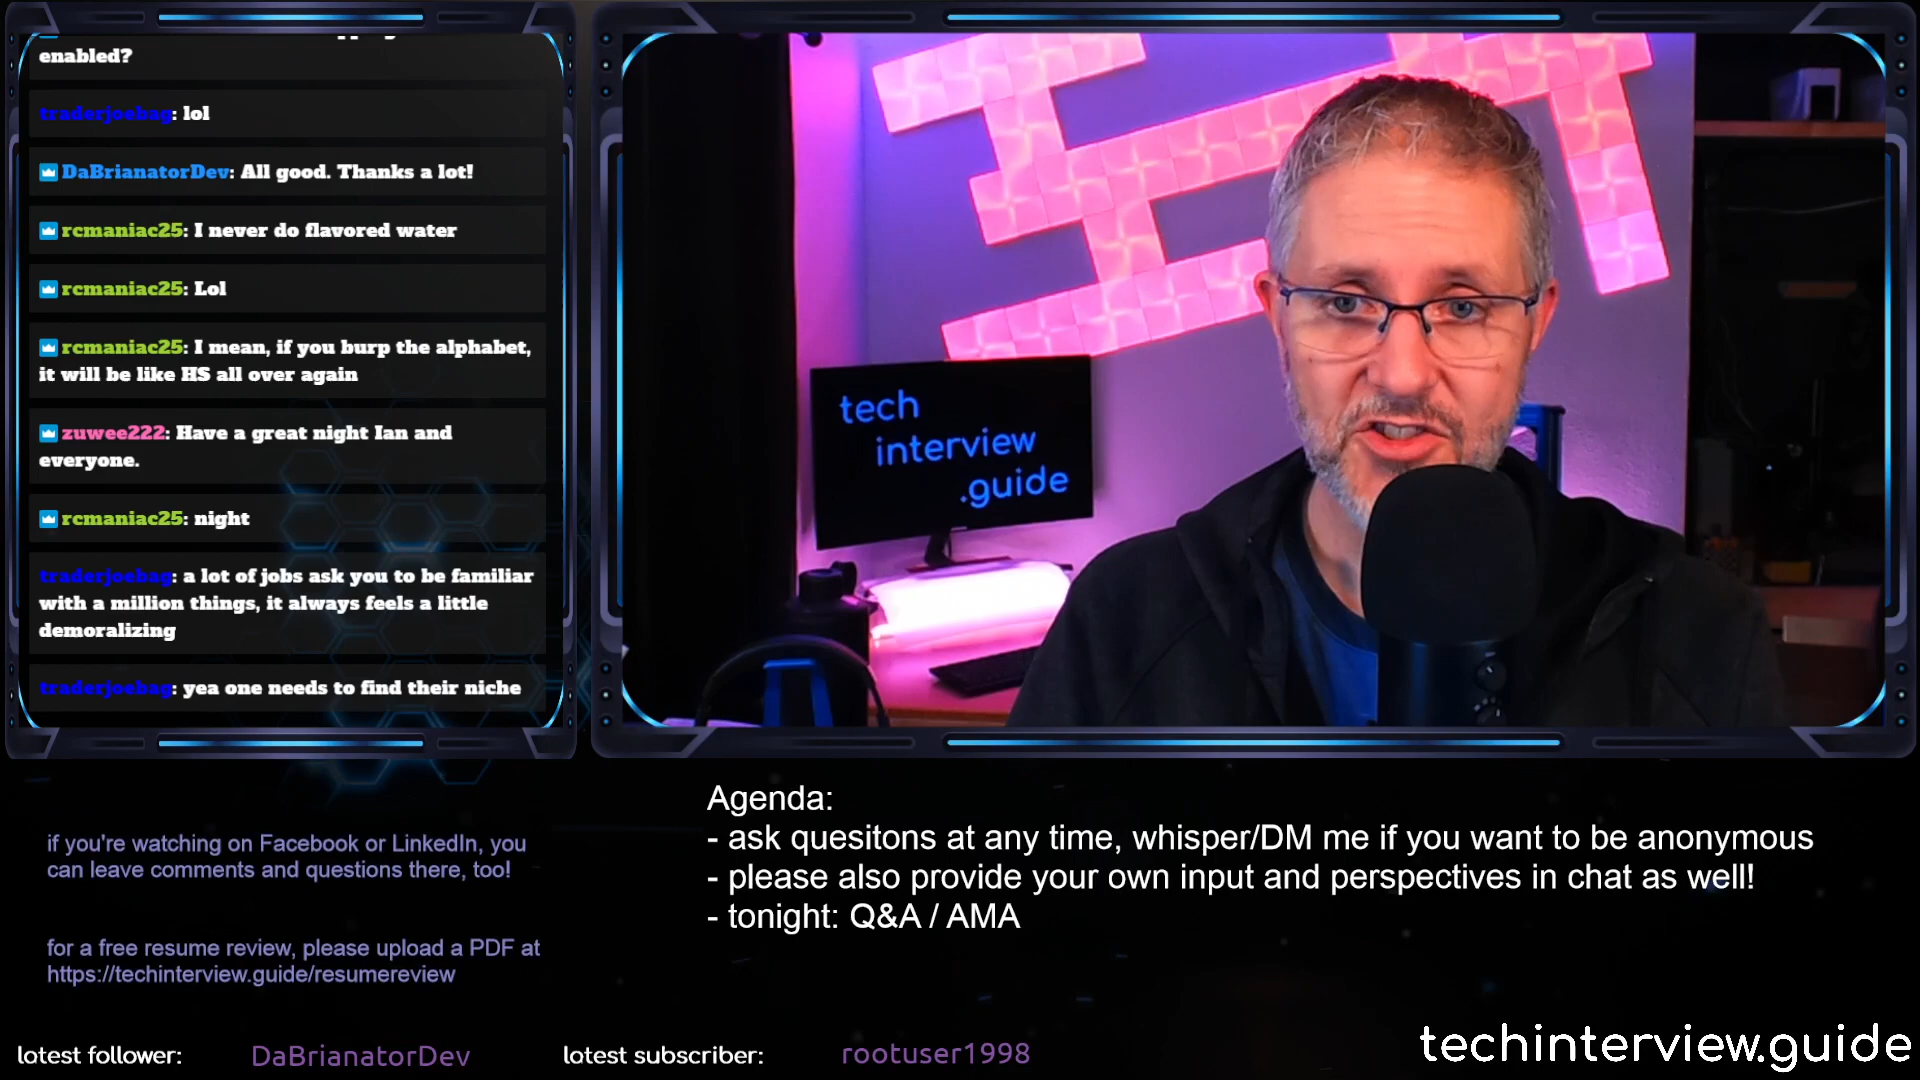 enabled?
traderjoebag: lol
DaBrianatorDev: All good. Thanks a lot!
rcmaniac25: I never do flavored water
rcmaniac25: Lol
rcmaniac25: I mean, if you burp the alphabet,
it will be like HS all over again
zuwee222: Have a great night Ian and
everyone.
rcmaniac25: night
traderjoebag: a lot of jobs ask you to be familiar
with a million things, it always feels a little
demoralizing
traderjoebag: yea one needs to find their niche
tech
interview
.guide
if you're watching on Facebook or LinkedIn, you
can leave comments and questions there, too!
for a free resume review, please upload a PDF at
https://techinterview.guide/resumereview
Agenda:
- ask quesitons at any time, whisper/DM me if you want to be anonymous
- please also provide your own input and perspectives in chat as well!
- tonight: Q&A / AMA
latest follower: DaBrianatorDev
latest subscriber: rootuser1998
techinterview.guide